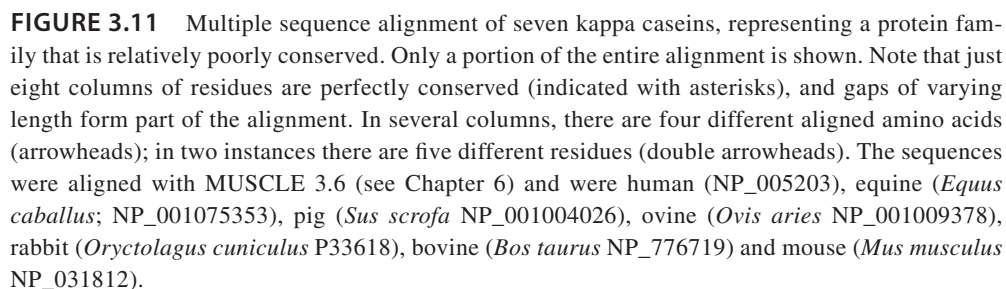 FIGURE 3.11 Multiple sequence alignment of seven kappa caseins, representing a protein fam-
ily that is relatively poorly conserved. Only a portion of the entire alignment is shown. Note that just
eight columns of residues are perfectly conserved (indicated with asterisks), and gaps of varying
length form part of the alignment. In several columns, there are four different aligned amino acids
(arrowheads); in two instances there are five different residues (double arrowheads). The sequences
were aligned with MUSCLE 3.6 (see Chapter 6) and were human (NP_005203), equine (Equus
caballus; NP_001075353), pig (Sus scrofa NP_001004026), ovine (Ovis aries NP_001009378),
rabbit (Oryctolagus cuniculus P33618), bovine (Bos taurus NP_776719) and mouse (Mus musculus
NP_031812).